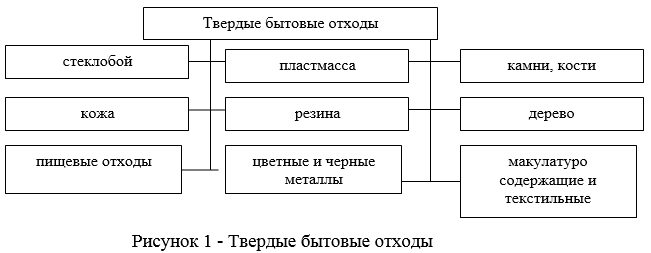 Твердые бытовые отходы
стеклобой
пластмасса
камни, кости
кожа
резина
дерево
пищевые отходы
цветные и черные
металлы
макулатуро
содержащие и
текстильные
Рисунок 1 - Твердые бытовые отходы